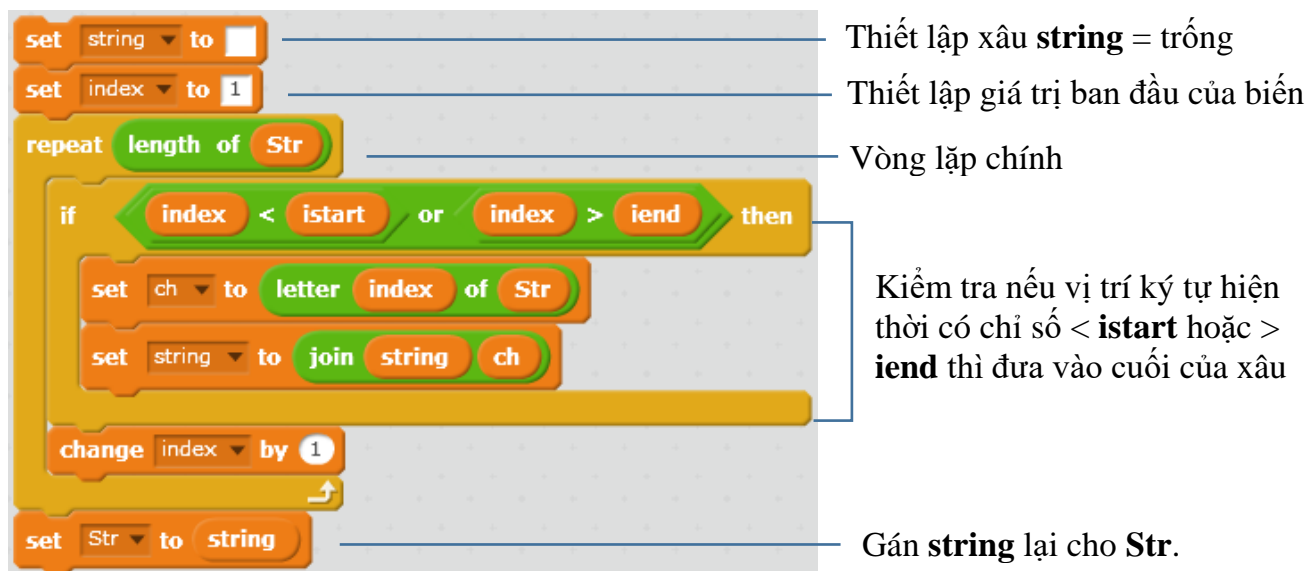 set string to
Thiết lập xâu string = trống
set index to 1
Thiết lập giá trị ban đầu của biến
repeat length of Str
Vòng lặp chính
if index < istart or index > iend then
set ch to letter index of Str
set string to join string ch
Kiểm tra nếu vị trí ký tự hiện
thời có chỉ số < istart hoặc >
iend thì đưa vào cuối của xâu
change index by 1
set Str to string
Gán string lại cho Str.